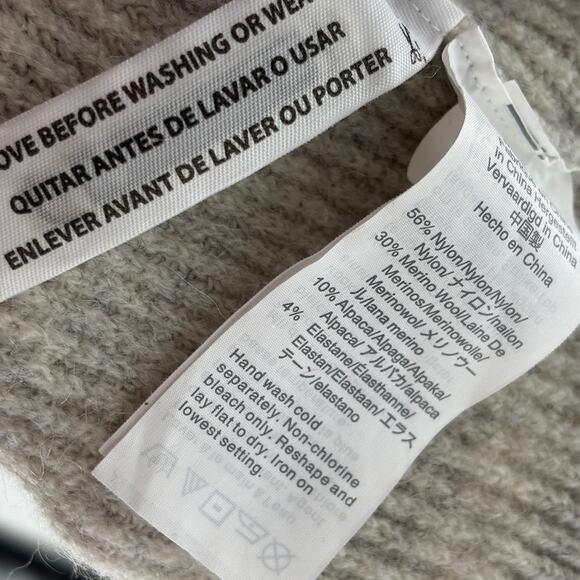 OVE BEFORE WASHING OR WEA
QUITAR ANTES DE LAVAR O USAR
ENLEVER AVANT DE LAVER OU PORTER
in China Hergestellt
Vervaardigd in China
中国製
Hecho en China
56% Nylon/Nylon/Nylon/
Nylon/ ナイロン/nailon
30% Merino Wool/Laine De
Merinos/Merinowolle/
Merinowol/ メリノウー
ル/lana merino
10% Alpaca/Alpaga/Alpaka/
Alpaca/ アルパカ/alpaca
4% Elastane/Elasthanne/
Elastan/Elastaan/ エラス
テーン/elastano
Hand wash cold
separately. Non-chlorine
bleach only. Reshape and
lay flat to dry. Iron on
lowest setting.